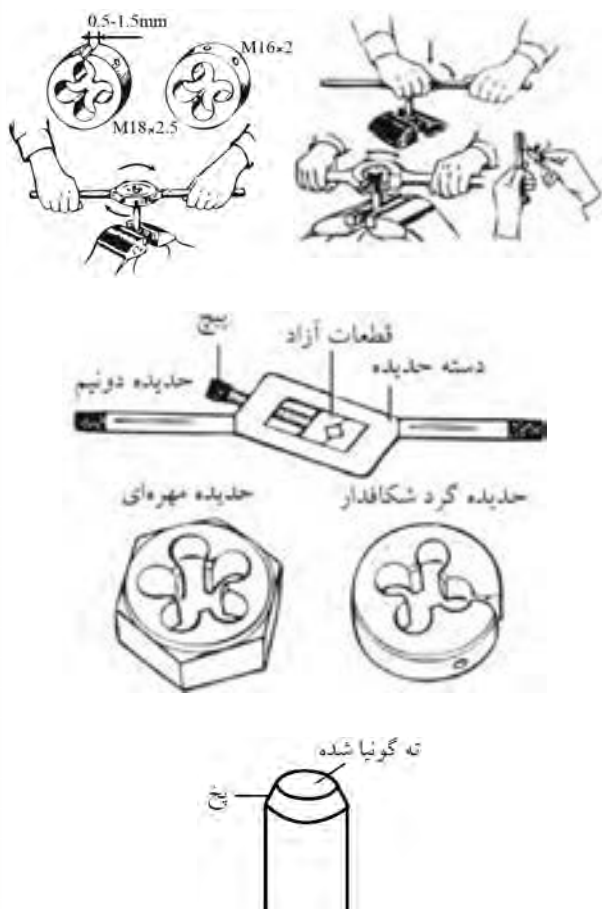 0.5-1.5mm
M16×2
M18×2.5
پیچ
قطعات آزاد
دسته حدیده
حدیده دونیم
حدیده مهره‌ای
حدیده گرد شکافدار
ته گونیا شده
پخ